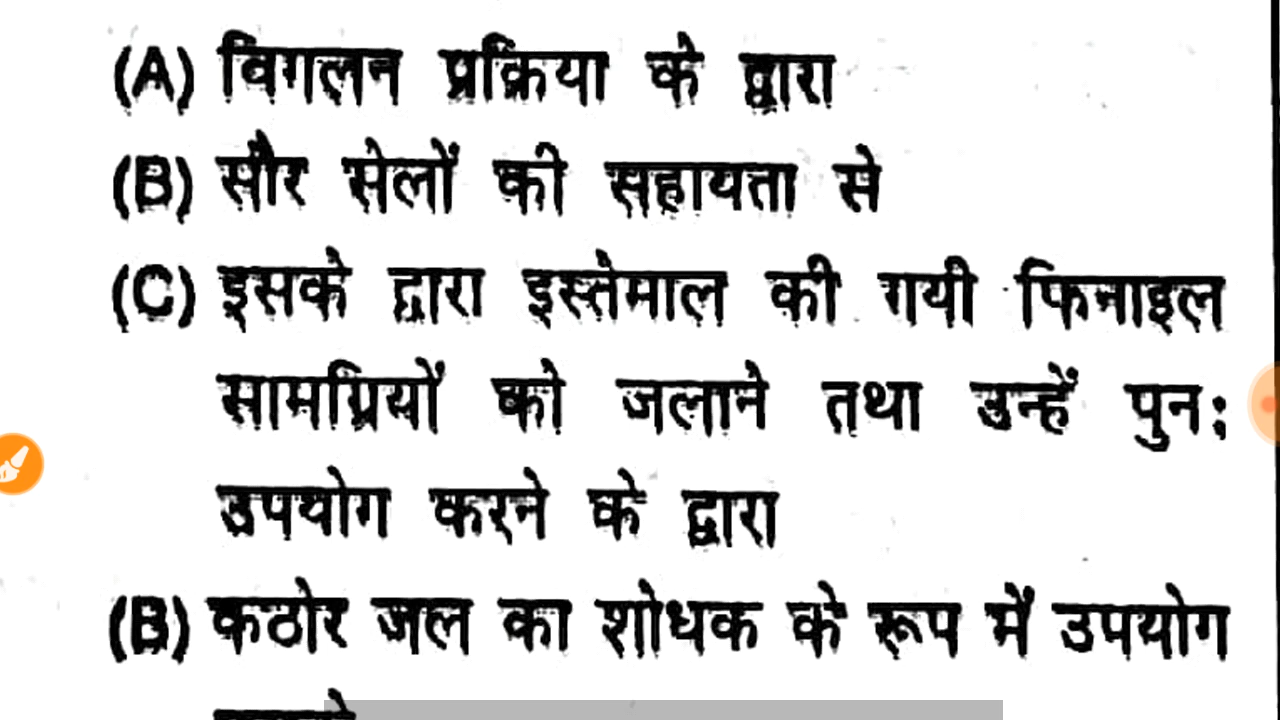 (A) विगलन प्रक्रिया के द्वारा
(B) सौर सेलों की सहायता से
(C) इसके द्वारा इस्तेमाल की गयी फिनाइल
सामग्रियों को जलाने तथा उन्हें पुनः
उपयोग करने के द्वारा
(B) कठोर जल का शोधक के रूप में उपयोग